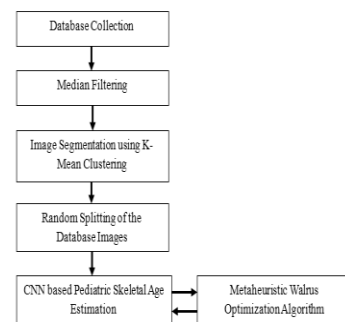 Database Collection
Median Filtering
Image Segmentation using K-
Mean Clustering
Random Splitting of the
Database Images
CNN based Pediatric Skeletal Age
Estimation
Metaheuristic Walrus
Optimization Algorithm